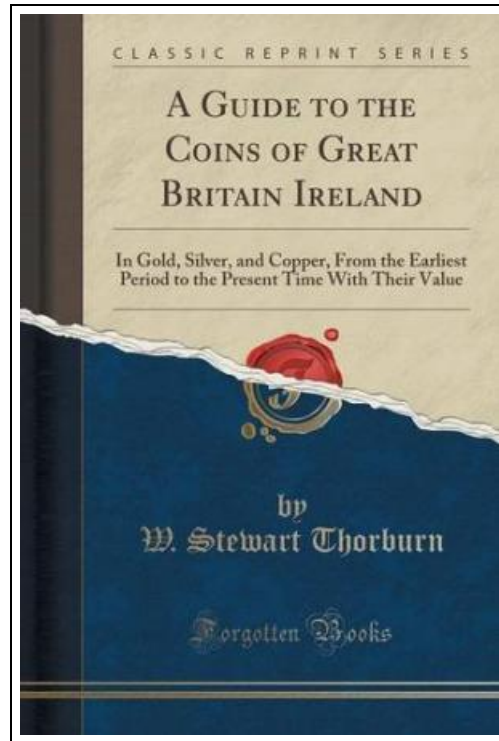 CLASSIC REPRINT SERIES
A GUIDE TO THE
COINS OF GREAT
BRITAIN IRELAND
In Gold, Silver, and Copper, From the Earliest
Period to the Present Time With Their Value
by
W. Stewart Thorburn
Forgotten Books